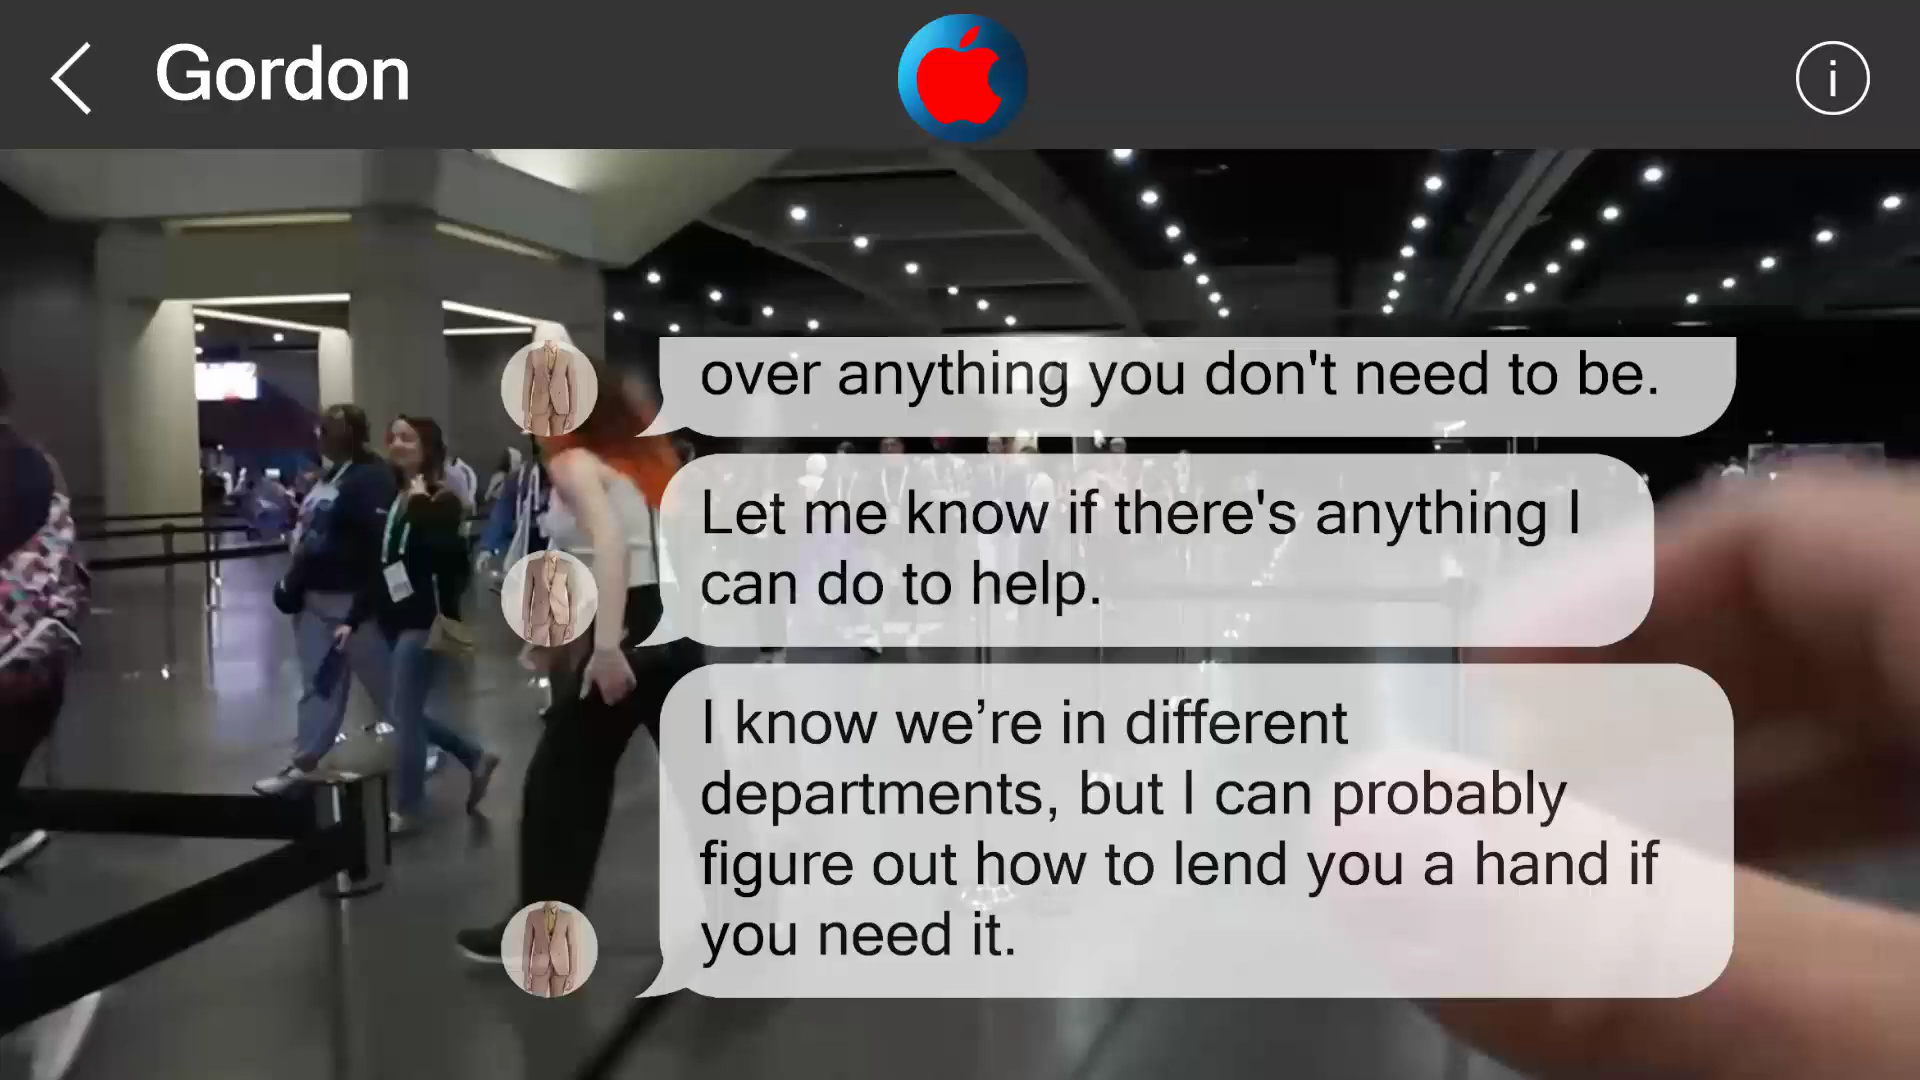 Gordon
i
over anything you don't need to be.
Let me know if there's anything I
can do to help.
I know we’re in different
departments, but I can probably
figure out how to lend you a hand if
you need it.